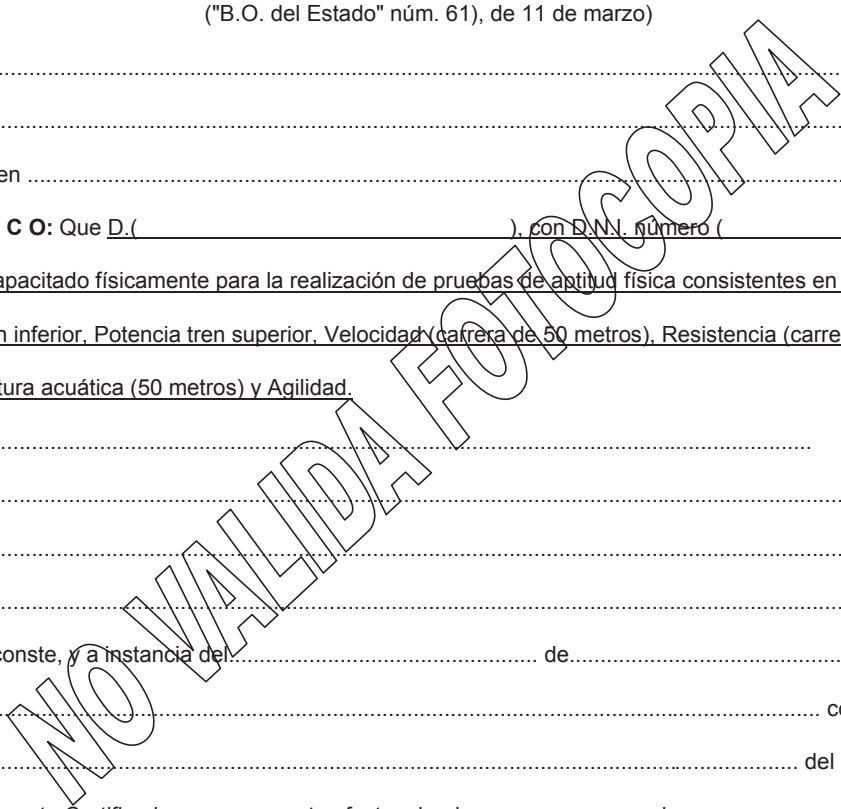 ("B.O. del Estado" núm. 61), de 11 de marzo)
en
C O: Que D.( ), con D.N.I. número (
apacitado físicamente para la realización de pruebas de aptitud física consistentes en
n inferior, Potencia tren superior, Velocidad (carrera de 50 metros), Resistencia (carre
tura acuática (50 metros) y Agilidad.
conste, y a instancia del.......................................... de..........................................
co
del
NO VALIDA FOTOCOPIA